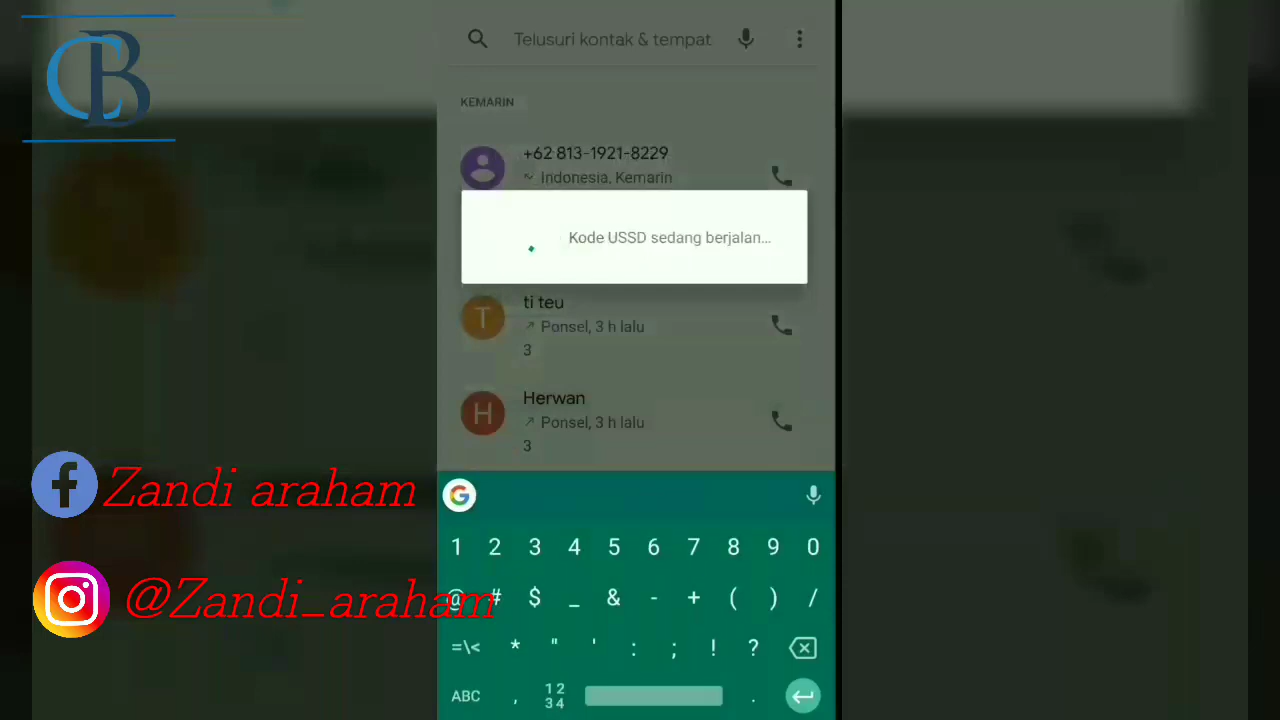 CB
Telusuri kontak & tempat
KEMARIN
+62 813-1921-8229
Indonesia, Kemarin
Kode USSD sedang berjalan...
ti teu
T
Ponsel, 3 h lalu
3
Herwan
H
Ponsel, 3 h lalu
3
Zandi araham
@Zandi_araham
G
1 2 3 4 5 6 7 8 9 0
@ # $ _ & - + ( ) /
=\< * " ' : ; ! ?
ABC , 12 34 .